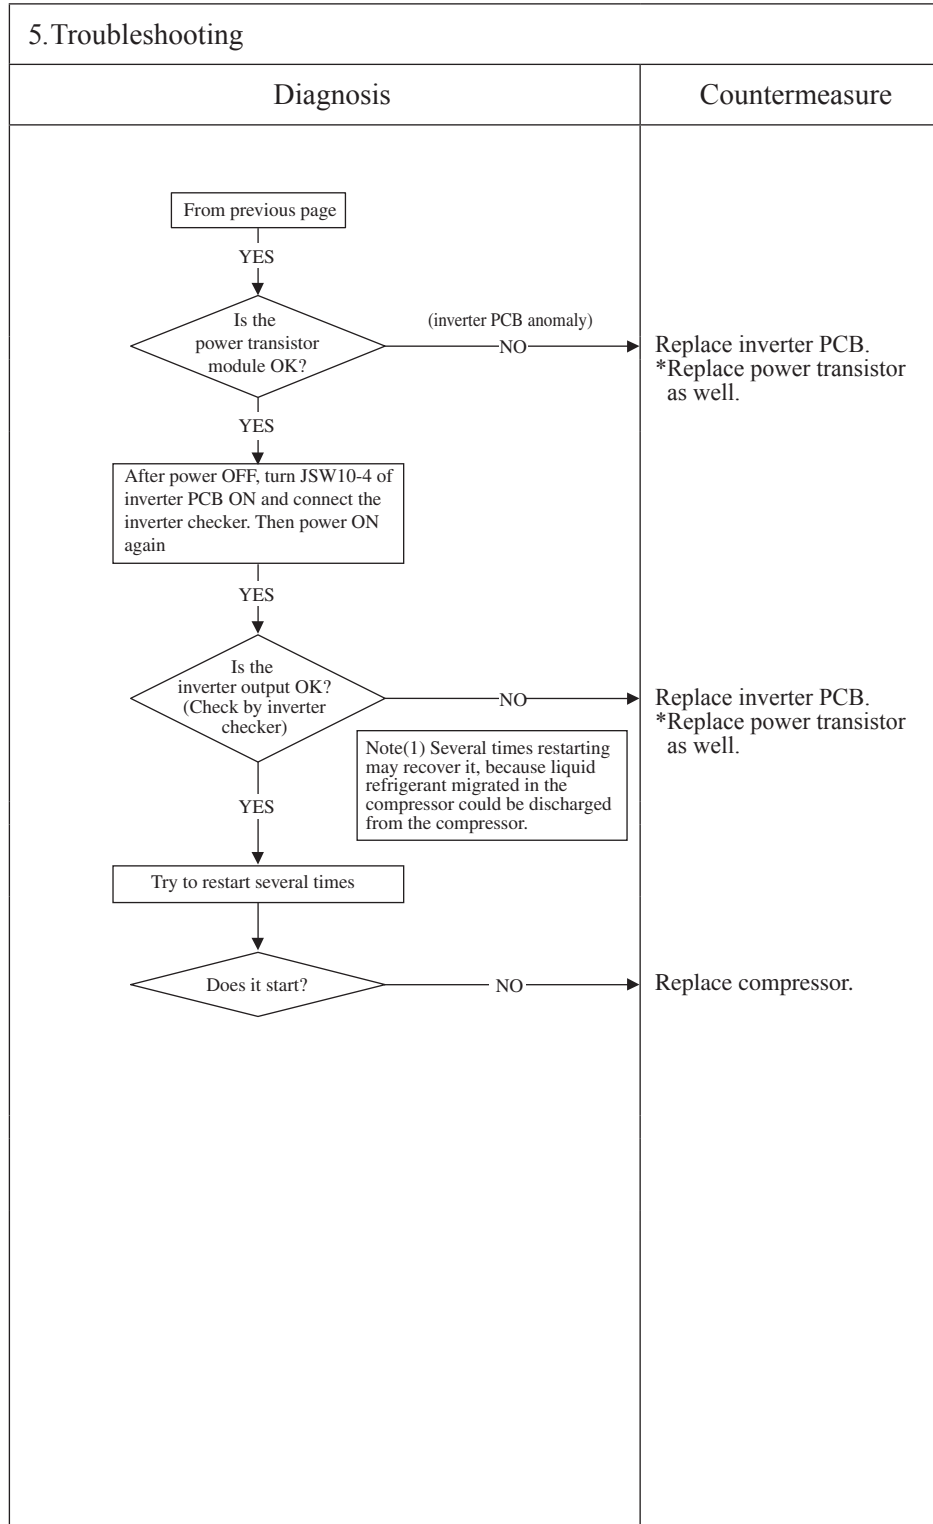 5.Troubleshooting
Diagnosis
Countermeasure
From previous page
YES
Is the
power transistor
module OK?
(inverter PCB anomaly)
NO
Replace inverter PCB.
*Replace power transistor
as well.
YES
After power OFF, turn JSW10-4 of
inverter PCB ON and connect the
inverter checker. Then power ON
again
YES
Is the
inverter output OK?
(Check by inverter
checker)
NO
Replace inverter PCB.
*Replace power transistor
as well.
Note(1) Several times restarting
may recover it, because liquid
refrigerant migrated in the
compressor could be discharged
from the compressor.
YES
Try to restart several times
Does it start?
NO
Replace compressor.